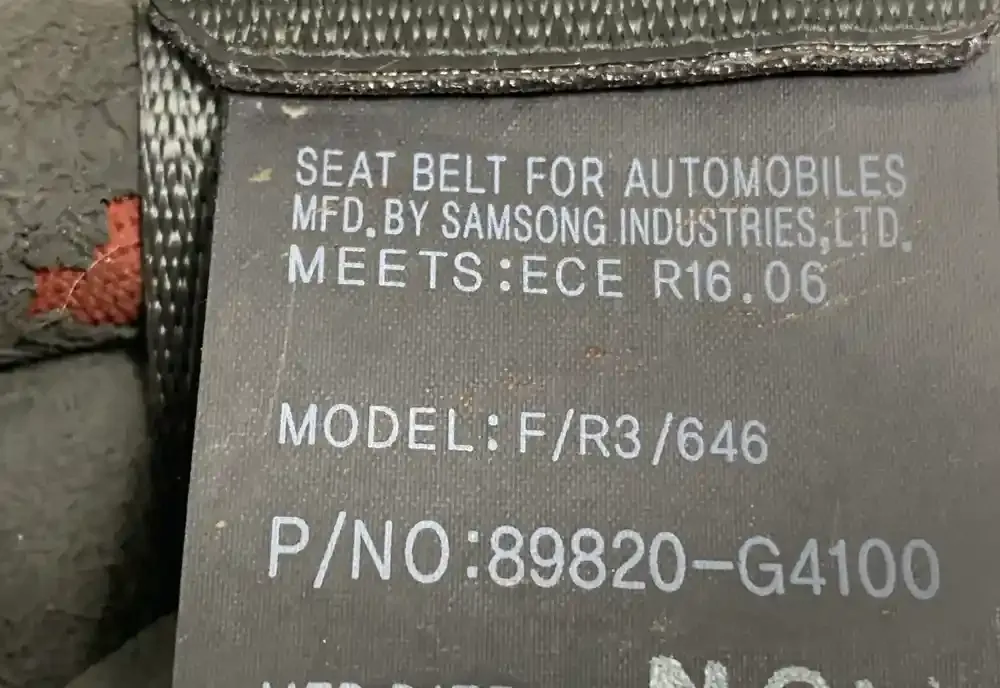 SEAT BELT FOR AUTOMOBILES
MFD.BY SAMSONG INDUSTRIES,LTD.
MEETS:ECE R16.06
MODEL:F/R3/646
P/NO:89820-G4100